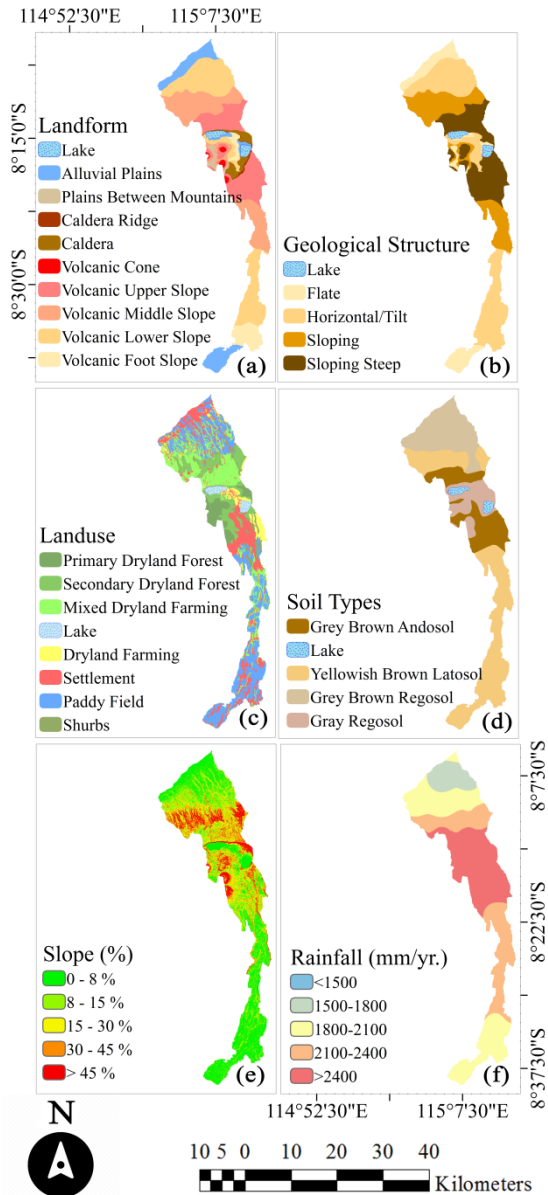 114°52'30"E 115°7'30"E
8°15'0"S
8°30'0"S
Landform
Lake
Alluvial Plains
Plains Between Mountains
Caldera Ridge
Caldera
Volcanic Cone
Volcanic Upper Slope
Volcanic Middle Slope
Volcanic Lower Slope
Volcanic Foot Slope
(a)
Geological Structure
Lake
Flate
Horizontal/Tilt
Sloping
Sloping Steep
(b)
Landuse
Primary Dryland Forest
Secondary Dryland Forest
Mixed Dryland Farming
Lake
Dryland Farming
Settlement
Paddy Field
Shurbs
(c)
Soil Types
Grey Brown Andosol
Lake
Yellowish Brown Latosol
Grey Brown Regosol
Gray Regosol
(d)
Slope (%)
0 - 8 %
8 - 15 %
15 - 30 %
30 - 45 %
> 45 %
(e)
Rainfall (mm/yr.)
<1500
1500-1800
1800-2100
2100-2400
>2400
(f)
8°7'30"S
8°22'30"S
8°37'30"S
114°52'30"E 115°7'30"E
N
10 5 0 10 20 30 40
Kilometers